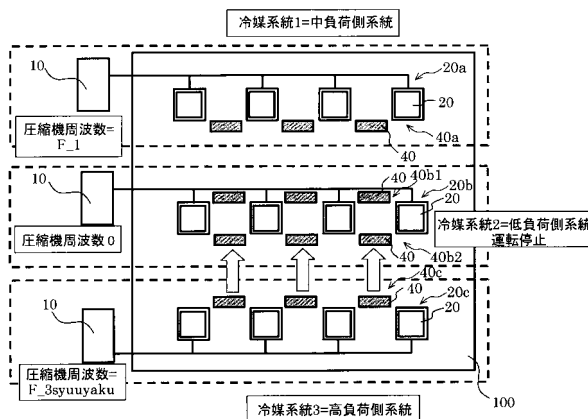 冷媒系統1=中負荷側系統
10
20a
20
圧縮機周波数=
F_1
40
40a
10
40
40b1
20b
20
圧縮機周波数0
冷媒系統2=低負荷側系統
運転停止
40
40b2
40c
40
20c
20
10
圧縮機周波数=
F_3syuuyaku
100
冷媒系統3=高負荷側系統